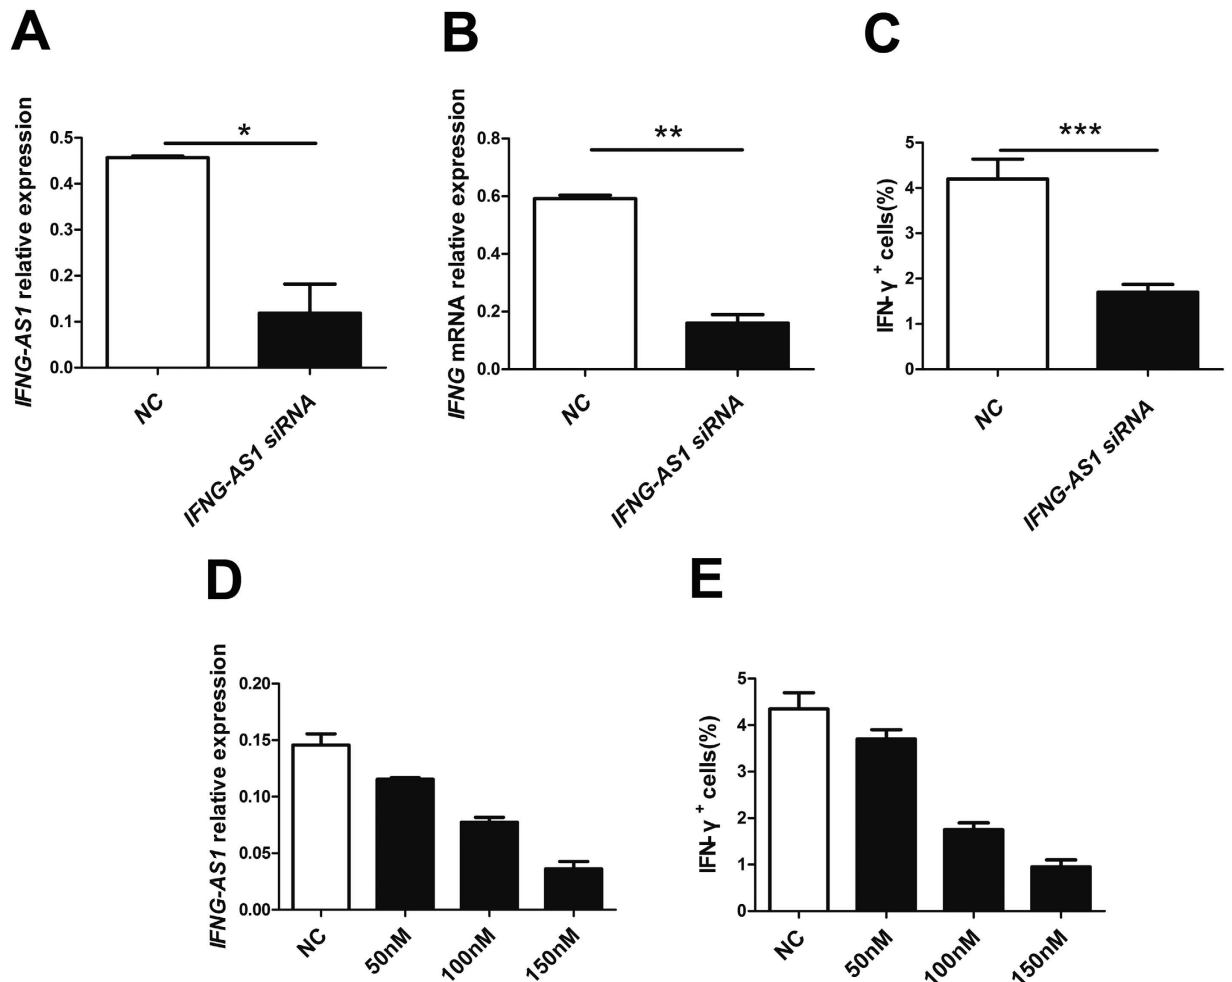 A
B
C
IFNG-AS1 relative expression
0.5
0.4
0.3
0.2
0.1
0.0
*
NC
IFNG-AS1 siRNA
IFNG mRNA relative expression
0.8
0.6
0.4
0.2
0.0
**
NC
IFNG-AS1 siRNA
IFN-γ + cells(%)
5
4
3
2
1
0
***
NC
IFNG-AS1 siRNA
D
E
IFNG-AS1 relative expression
0.20
0.15
0.10
0.05
0.00
NC
50nM
100nM
150nM
IFN-γ + cells(%)
5
4
3
2
1
0
NC
50nM
100nM
150nM